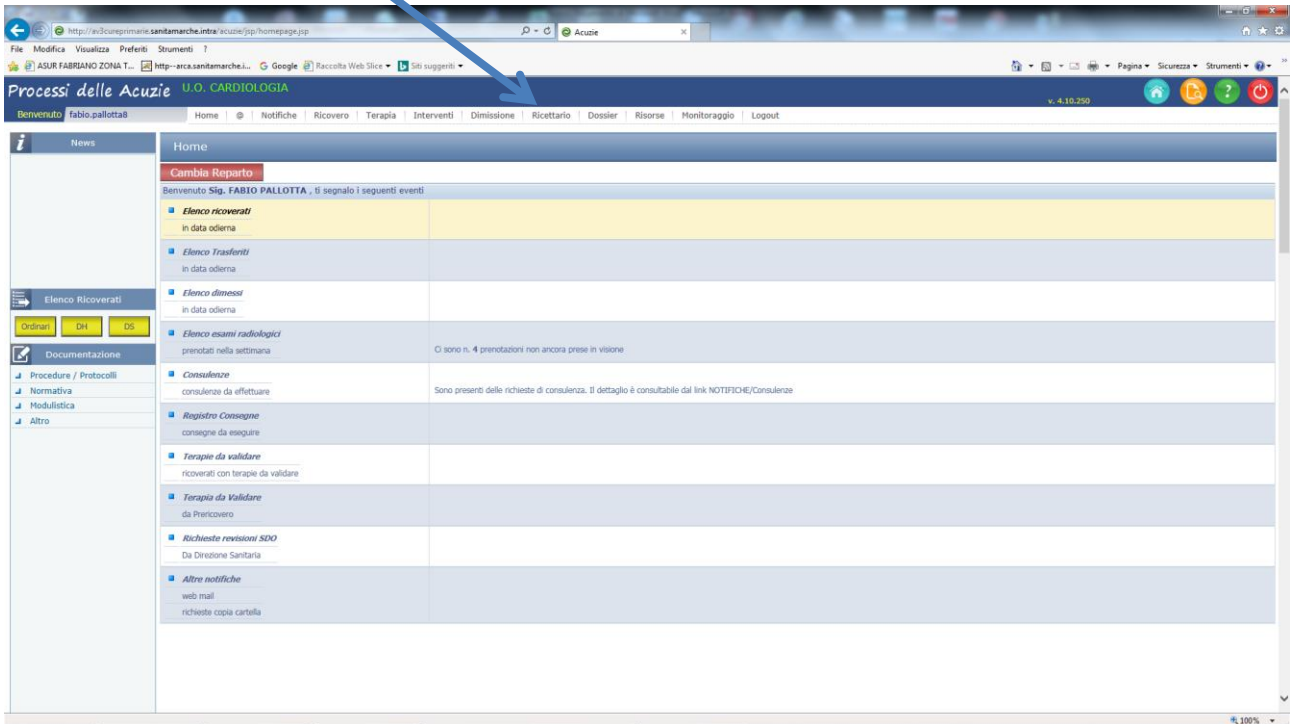 http://av3cureprimarie.sanitamarche.intra/acuzie/jsp/homepage.jsp
Acuzie
File Modifica Visualizza Preferiti Strumenti ?
ASUR FABRIANO ZONA T... http--arca.sanitamarche.i... Google Raccolta Web Slice Siti suggeriti Pagina Sicurezza Strumenti
Processi delle Acuzie U.O. CARDIOLOGIA
v. 4.10.250
Benvenuto fabio.pallotta8 Home @ Notifiche Ricovero Terapia Interventi Dimissione Ricettario Dossier Risorse Monitoraggio Logout
News
Home
Cambia Reparto
Benvenuto Sig. FABIO PALLOTTA , ti segnalo i seguenti eventi
Elenco ricoverati
in data odierna
Elenco Trasferiti
in data odierna
Elenco dimessi
in data odierna
Elenco Ricoverati
Ordinari DH DS
Elenco esami radiologici
prenotati nella settimana
Ci sono n. 4 prenotazioni non ancora prese in visione
Documentazione
Procedure / Protocolli
Normativa
Modulistica
Altro
Consulenze
consulenze da effettuare
Sono presenti delle richieste di consulenza. Il dettaglio è consultabile dal link NOTIFICHE/Consulenze
Registro Consegne
consegne da eseguire
Terapie da validare
ricoverati con terapie da validare
Terapia da Validare
da Prericovero
Richieste revisioni SDO
Da Direzione Sanitaria
Altre notifiche
web mail
richieste copia cartella
100%